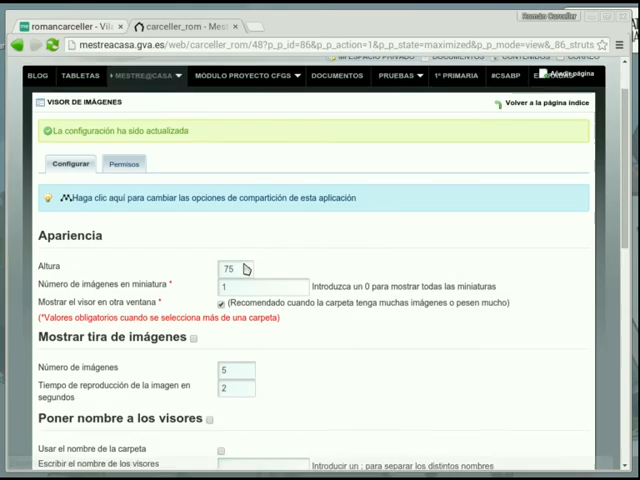 Román Carceller
romancarceller - Vila
carceller_rom - Mest
mestreacasa.gva.es/web/carceller_rom/48?p_p_id=86&p_p_action=1&p_p_state=maximized&p_p_mode=view&_86_struts
MI ESPACIO PRIVADO DOCUMENTOS CONTENIDOS CORREO
BLOG TABLETAS MESTRE@CASA MÓDULO PROYECTO CFGS DOCUMENTOS PRUEBAS 1º PRIMARIA #CSABP
Añadir página
VISOR DE IMÁGENES
Volver a la página índice
La configuración ha sido actualizada
Configurar Permisos
Haga clic aquí para cambiar las opciones de compartición de esta aplicación
Apariencia
Altura 75
Número de imágenes en miniatura * 1 Introduzca un 0 para mostrar todas las miniaturas
Mostrar el visor en otra ventana * (Recomendado cuando la carpeta tenga muchas imágenes o pesen mucho)
(*Valores obligatorios cuando se selecciona más de una carpeta)
Mostrar tira de imágenes
Número de imágenes 5
Tiempo de reproducción de la imagen en 2
segundos
Poner nombre a los visores
Usar el nombre de la carpeta
Escribir el nombre de los visores Introducir un ; para separar los distintos nombres